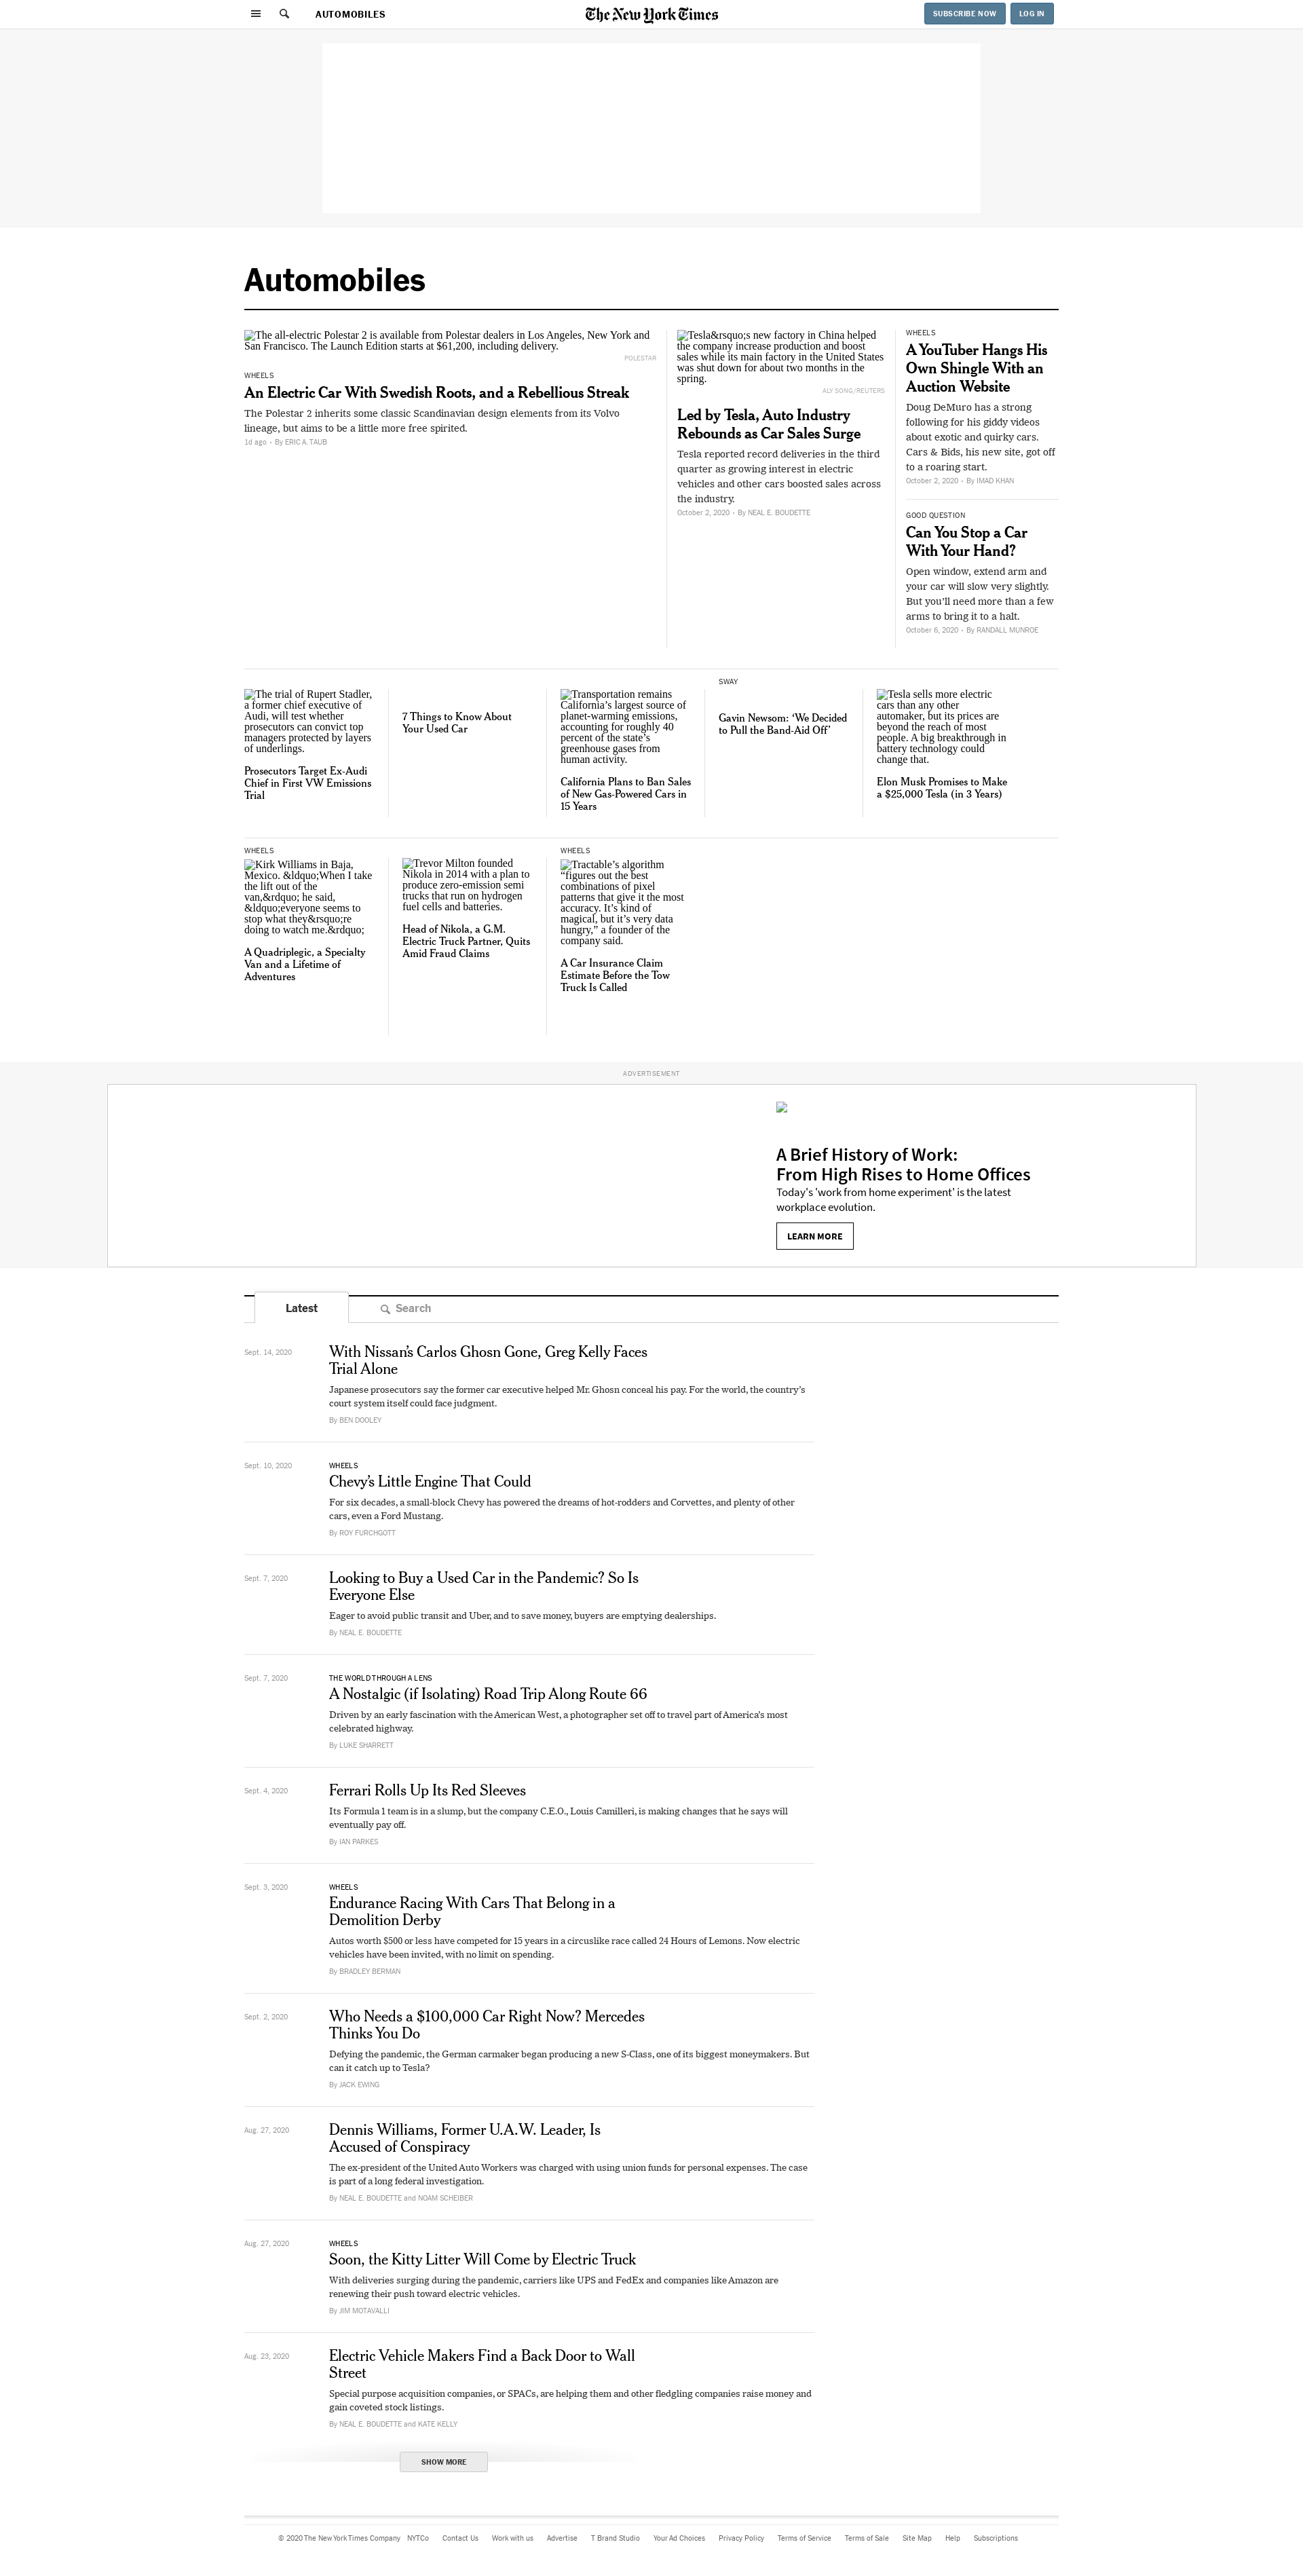 AUTOMOBILES
The New York Times
SUBSCRIBE NOW
LOG IN
Automobiles
The all-electric Polestar 2 is available from Polestar dealers in Los Angeles, New York and
San Francisco. The Launch Edition starts at $61,200, including delivery.
POLESTAR
WHEELS
An Electric Car With Swedish Roots, and a Rebellious Streak
The Polestar 2 inherits some classic Scandinavian design elements from its Volvo
lineage, but aims to be a little more free spirited.
1d ago • By ERIC A. TAUB
Tesla&rsquo;s new factory in China helped
the company increase production and boost
sales while its main factory in the United States
was shut down for about two months in the
spring.
ALY SONG/REUTERS
Led by Tesla, Auto Industry
Rebounds as Car Sales Surge
Tesla reported record deliveries in the third
quarter as growing interest in electric
vehicles and other cars boosted sales across
the industry.
October 2, 2020 • By NEAL E. BOUDETTE
WHEELS
A YouTuber Hangs His
Own Shingle With an
Auction Website
Doug DeMuro has a strong
following for his giddy videos
about exotic and quirky cars.
Cars & Bids, his new site, got off
to a roaring start.
October 2, 2020 • By IMAD KHAN
GOOD QUESTION
Can You Stop a Car
With Your Hand?
Open window, extend arm and
your car will slow very slightly.
But you'll need more than a few
arms to bring it to a halt.
October 6, 2020 • By RANDALL MUNROE
The trial of Rupert Stadler,
a former chief executive of
Audi, will test whether
prosecutors can convict top
managers protected by layers
of underlings.
Prosecutors Target Ex-Audi
Chief in First VW Emissions
Trial
7 Things to Know About
Your Used Car
Transportation remains
California's largest source of
planet-warming emissions,
accounting for roughly 40
percent of the state's
greenhouse gases from
human activity.
California Plans to Ban Sales
of New Gas-Powered Cars in
15 Years
SWAY
Gavin Newsom: ‘We Decided
to Pull the Band-Aid Off’
Tesla sells more electric
cars than any other
automaker, but its prices are
beyond the reach of most
people. A big breakthrough in
battery technology could
change that.
Elon Musk Promises to Make
a $25,000 Tesla (in 3 Years)
WHEELS
Kirk Williams in Baja,
Mexico. &ldquo;When I take
the lift out of the
van,&rdquo; he said,
&ldquo;everyone seems to
stop what they&rsquo;re
doing to watch me.&rdquo;
A Quadriplegic, a Specialty
Van and a Lifetime of
Adventures
Trevor Milton founded
Nikola in 2014 with a plan to
produce zero-emission semi
trucks that run on hydrogen
fuel cells and batteries.
Head of Nikola, a G.M.
Electric Truck Partner, Quits
Amid Fraud Claims
WHEELS
Tractable's algorithm
“figures out the best
combinations of pixel
patterns that give it the most
accuracy. It's kind of
magical, but it's very data
hungry,” a founder of the
company said.
A Car Insurance Claim
Estimate Before the Tow
Truck Is Called
ADVERTISEMENT
A Brief History of Work:
From High Rises to Home Offices
Today's 'work from home experiment' is the latest
workplace evolution.
LEARN MORE
Latest
Search
Sept. 14, 2020
With Nissan's Carlos Ghosn Gone, Greg Kelly Faces
Trial Alone
Japanese prosecutors say the former car executive helped Mr. Ghosn conceal his pay. For the world, the country's
court system itself could face judgment.
By BEN DOOLEY
Sept. 10, 2020
WHEELS
Chevy's Little Engine That Could
For six decades, a small-block Chevy has powered the dreams of hot-rodders and Corvettes, and plenty of other
cars, even a Ford Mustang.
By ROY FURCHGOTT
Sept. 7, 2020
Looking to Buy a Used Car in the Pandemic? So Is
Everyone Else
Eager to avoid public transit and Uber, and to save money, buyers are emptying dealerships.
By NEAL E. BOUDETTE
Sept. 7, 2020
THE WORLD THROUGH A LENS
A Nostalgic (if Isolating) Road Trip Along Route 66
Driven by an early fascination with the American West, a photographer set off to travel part of America's most
celebrated highway.
By LUKE SHARRETT
Sept. 4, 2020
Ferrari Rolls Up Its Red Sleeves
Its Formula 1 team is in a slump, but the company C.E.O., Louis Camilleri, is making changes that he says will
eventually pay off.
By IAN PARKES
Sept. 3, 2020
WHEELS
Endurance Racing With Cars That Belong in a
Demolition Derby
Autos worth $500 or less have competed for 15 years in a circuslike race called 24 Hours of Lemons. Now electric
vehicles have been invited, with no limit on spending.
By BRADLEY BERMAN
Sept. 2, 2020
Who Needs a $100,000 Car Right Now? Mercedes
Thinks You Do
Defying the pandemic, the German carmaker began producing a new S-Class, one of its biggest moneymakers. But
can it catch up to Tesla?
By JACK EWING
Aug. 27, 2020
Dennis Williams, Former U.A.W. Leader, Is
Accused of Conspiracy
The ex-president of the United Auto Workers was charged with using union funds for personal expenses. The case
is part of a long federal investigation.
By NEAL E. BOUDETTE and NOAM SCHEIBER
Aug. 27, 2020
WHEELS
Soon, the Kitty Litter Will Come by Electric Truck
With deliveries surging during the pandemic, carriers like UPS and FedEx and companies like Amazon are
renewing their push toward electric vehicles.
By JIM MOTAVALLI
Aug. 23, 2020
Electric Vehicle Makers Find a Back Door to Wall
Street
Special purpose acquisition companies, or SPACs, are helping them and other fledgling companies raise money and
gain coveted stock listings.
By NEAL E. BOUDETTE and KATE KELLY
SHOW MORE
© 2020 The New York Times Company NYTCo Contact Us Work with us Advertise T Brand Studio Your Ad Choices Privacy Policy Terms of Service Terms of Sale Site Map Help Subscriptions